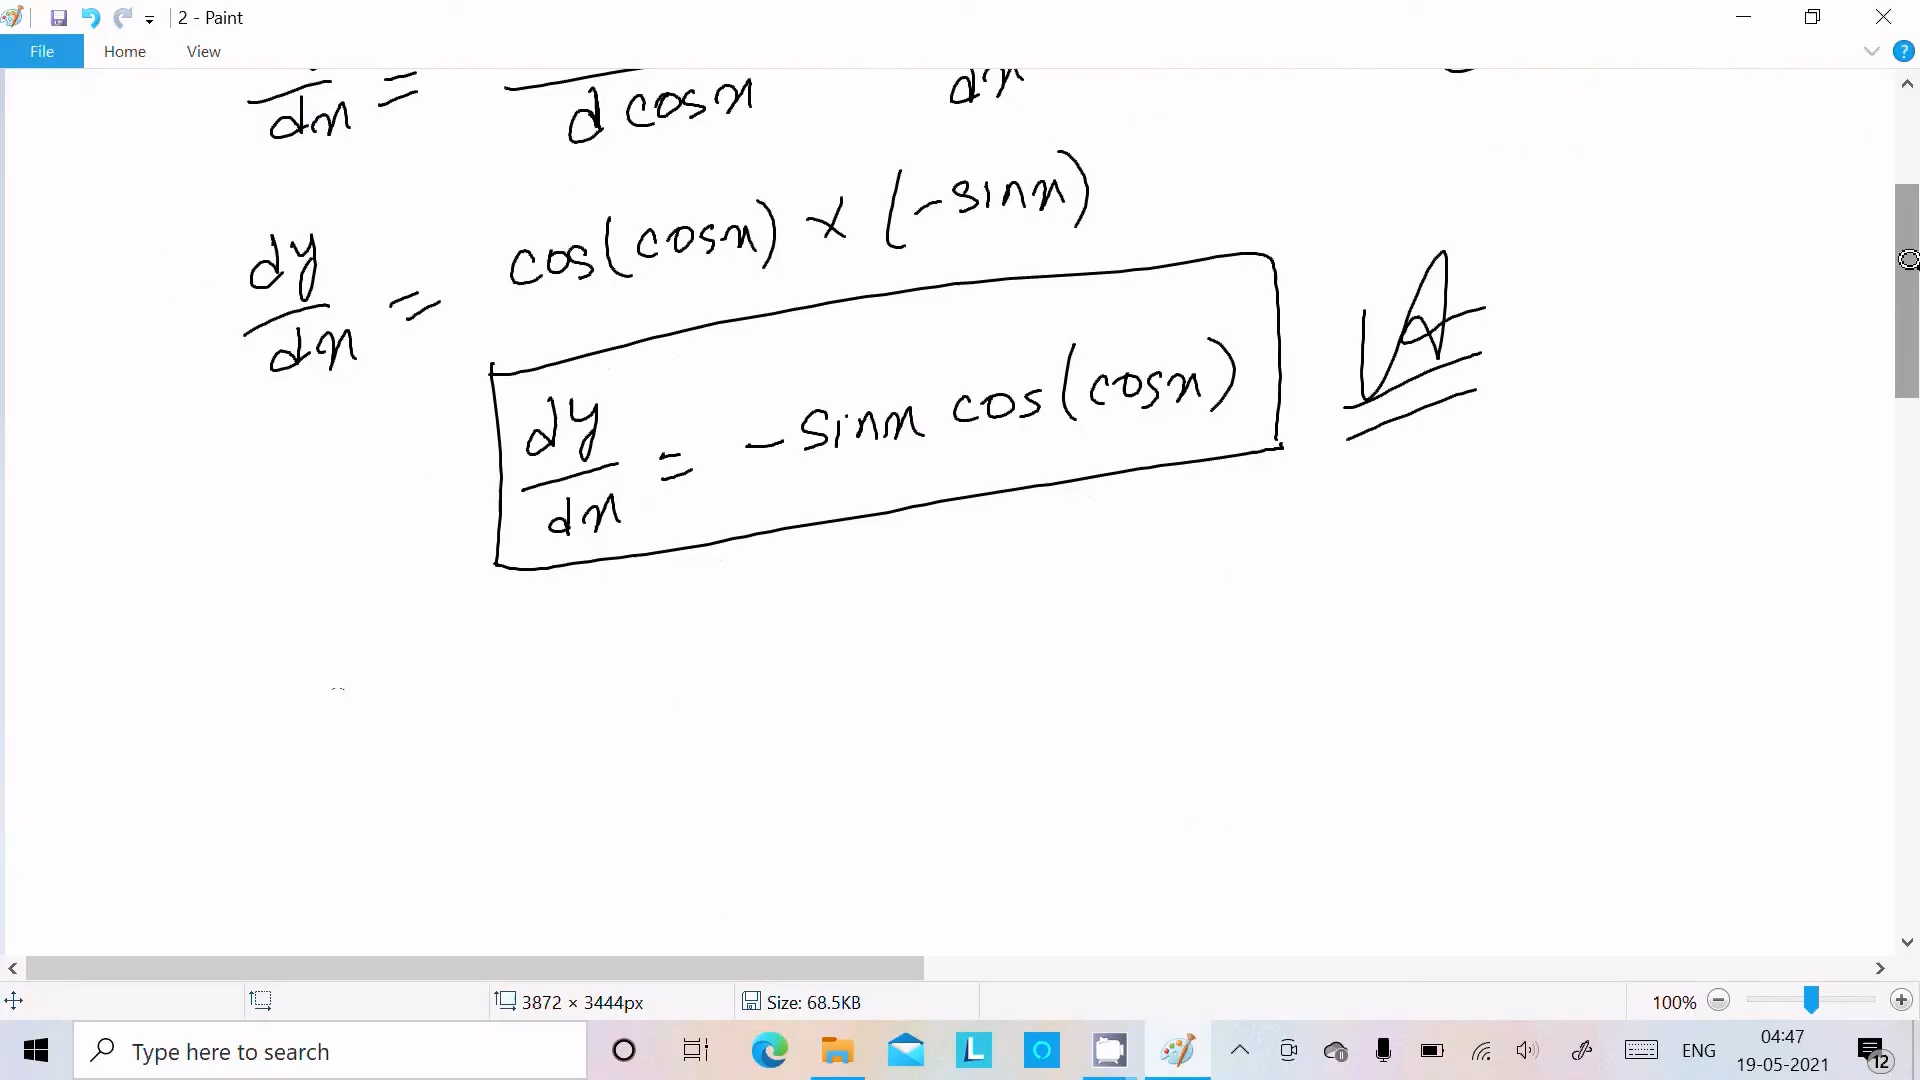 2 - Paint
File Home View
dx = d cosx dx
dy/dx = cos(cosx) × (-sinx)
dy/dx = -sinx cos(cosx)
3872 × 3444px Size: 68.5KB 100%
Type here to search
ENG
04:47
19-05-2021
12